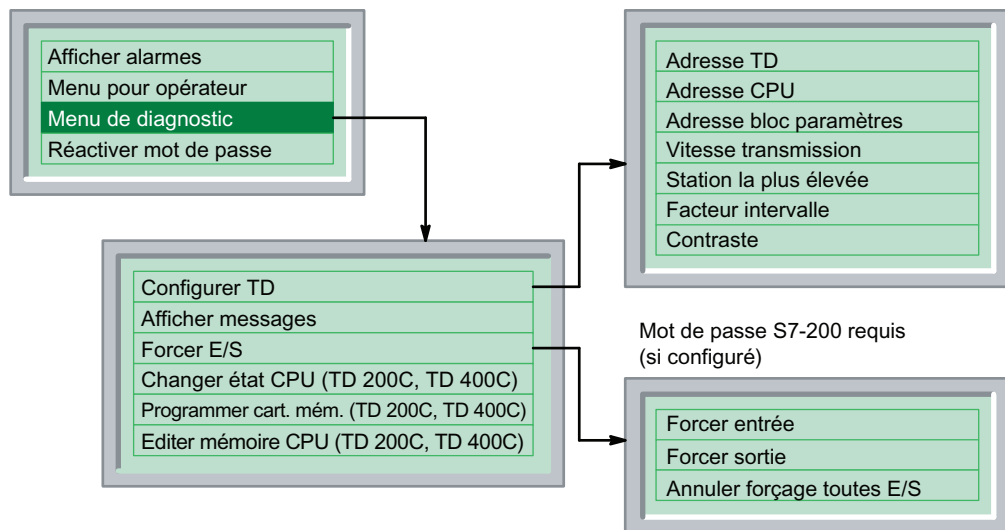 Afficher alarmes
Menu pour opérateur
Menu de diagnostic
Réactiver mot de passe
Configurer TD
Afficher messages
Forcer E/S
Changer état CPU (TD 200C, TD 400C)
Programmer cart. mém. (TD 200C, TD 400C)
Editer mémoire CPU (TD 200C, TD 400C)
Adresse TD
Adresse CPU
Adresse bloc paramètres
Vitesse transmission
Station la plus élevée
Facteur intervalle
Contraste
Mot de passe S7-200 requis
(si configuré)
Forcer entrée
Forcer sortie
Annuler forçage toutes E/S